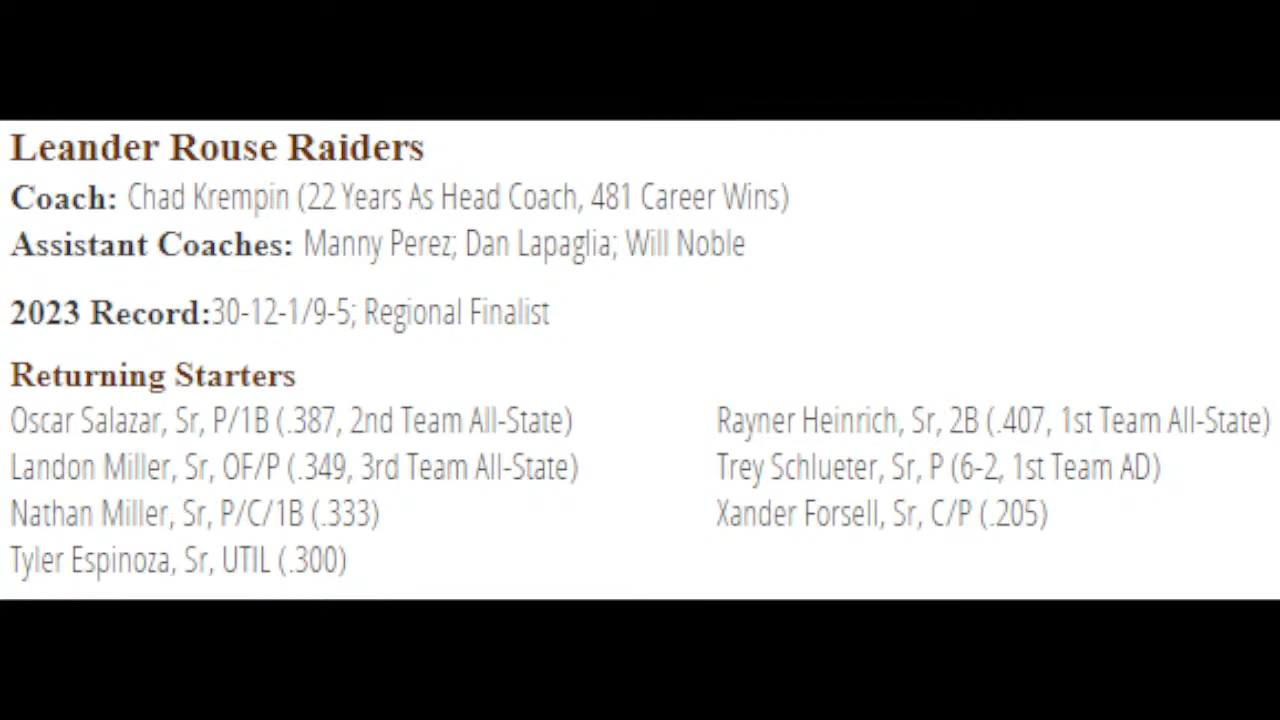 Leander Rouse Raiders
Coach: Chad Krempin (22 Years As Head Coach, 481 Career Wins)
Assistant Coaches: Manny Perez; Dan Lapaglia; Will Noble
2023 Record:30-12-1/9-5; Regional Finalist
Returning Starters
Oscar Salazar, Sr, P/1B (.387, 2nd Team All-State)
Landon Miller, Sr, OF/P (.349, 3rd Team All-State)
Nathan Miller, Sr, P/C/1B (.333)
Tyler Espinoza, Sr, UTIL (.300)
Rayner Heinrich, Sr, 2B (.407, 1st Team All-State)
Trey Schlueter, Sr, P (6-2, 1st Team AD)
Xander Forsell, Sr, C/P (.205)